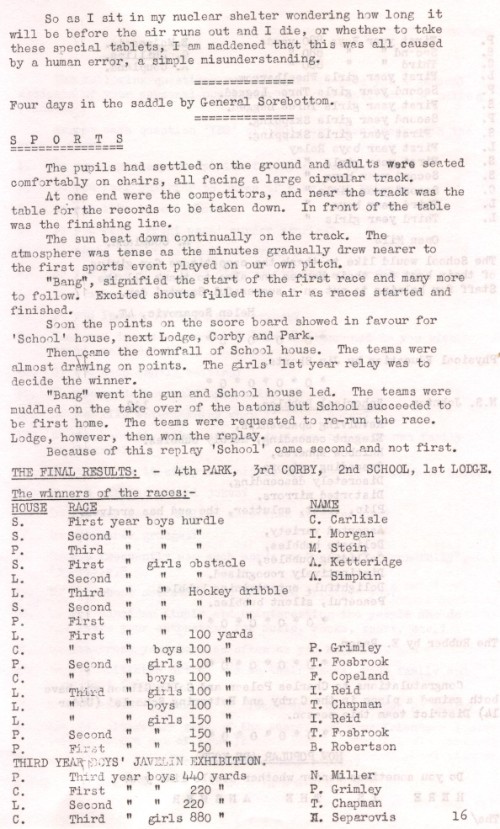 So as I sit in my nuclear shelter wondering how long it
will be before the air runs out and I die, or whether to take
these special tablets, I am maddened that this was all caused
by a human error, a simple misunderstanding.
==============
Four days in the saddle by General Sorebottom.
==============
S P O R T S
===============
The pupils had settled on the ground and adults were seated
comfortably on chairs, all facing a large circular track.
At one end were the competitors, and near the track was the
table for the records to be taken down. In front of the table
was the finishing line.
The sun beat down continually on the track. The
atmosphere was tense as the minutes gradually drew nearer to
the first sports event played on our own pitch.
"Bang", signified the start of the first race and many more
to follow. Excited shouts filled the air as races started and
finished.
Soon the points on the score board showed in favour for
'School' house, next Lodge, Corby and Park.
Then came the downfall of School house. The teams were
almost drawing on points. The girls' 1st year relay was to
decide the winner.
"Bang" went the gun and School house led. The teams were
muddled on the take over of the batons but School succeeded to
be first home. The teams were requested to re-run the race.
Lodge, however, then won the replay.
Because of this replay 'School' came second and not first.
THE FINAL RESULTS: - 4th PARK, 3rd CORBY, 2nd SCHOOL, 1st LODGE.
The winners of the races:-
HOUSE RACE NAME
S. First year boys hurdle C. Carlisle
S. Second " " " I. Morgan
P. Third " " " M. Stein
S. First " girls obstacle A. Ketteridge
L. Second " " " A. Simpkin
L. Third " " Hockey dribble
S. Second " " " "
P. First " " " "
L. First " " 100 yards
C. " " boys 100 " P. Grimley
P. Second " girls 100 " T. Fosbrook
C. " " boys 100 " F. Copeland
L. Third " girls 100 " I. Reid
L. " " boys 100 " T. Chapman
L. " " girls 150 " I. Reid
P. Second " " 150 " T. Fosbrook
P. First " " 150 " B. Robertson
THIRD YEAR BOYS' JAVELIN EXHIBITION.
P. Third year boys 440 yards N. Miller
C. First " " 220 " P. Grimley
L. Second " " 220 " T. Chapman
C. Third " girls 880 " M. Separovis 16